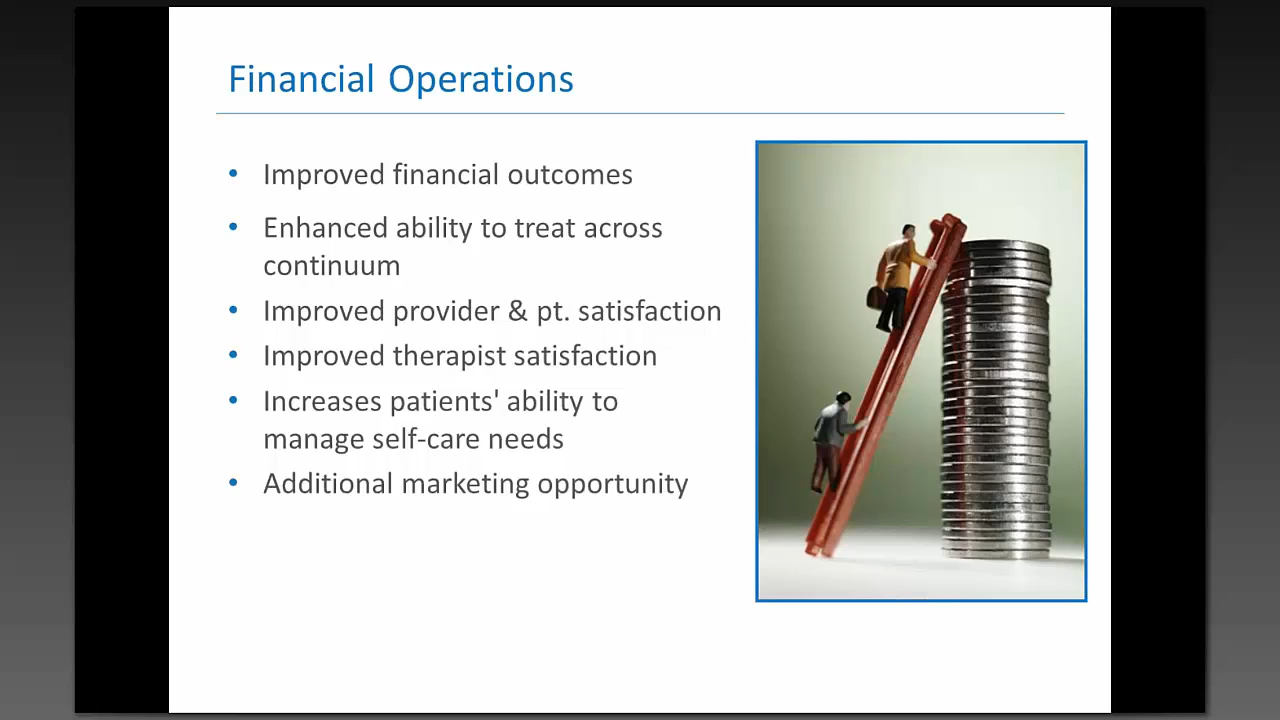 Financial Operations
• Improved financial outcomes
• Enhanced ability to treat across
continuum
• Improved provider & pt. satisfaction
• Improved therapist satisfaction
• Increases patients' ability to
manage self-care needs
• Additional marketing opportunity